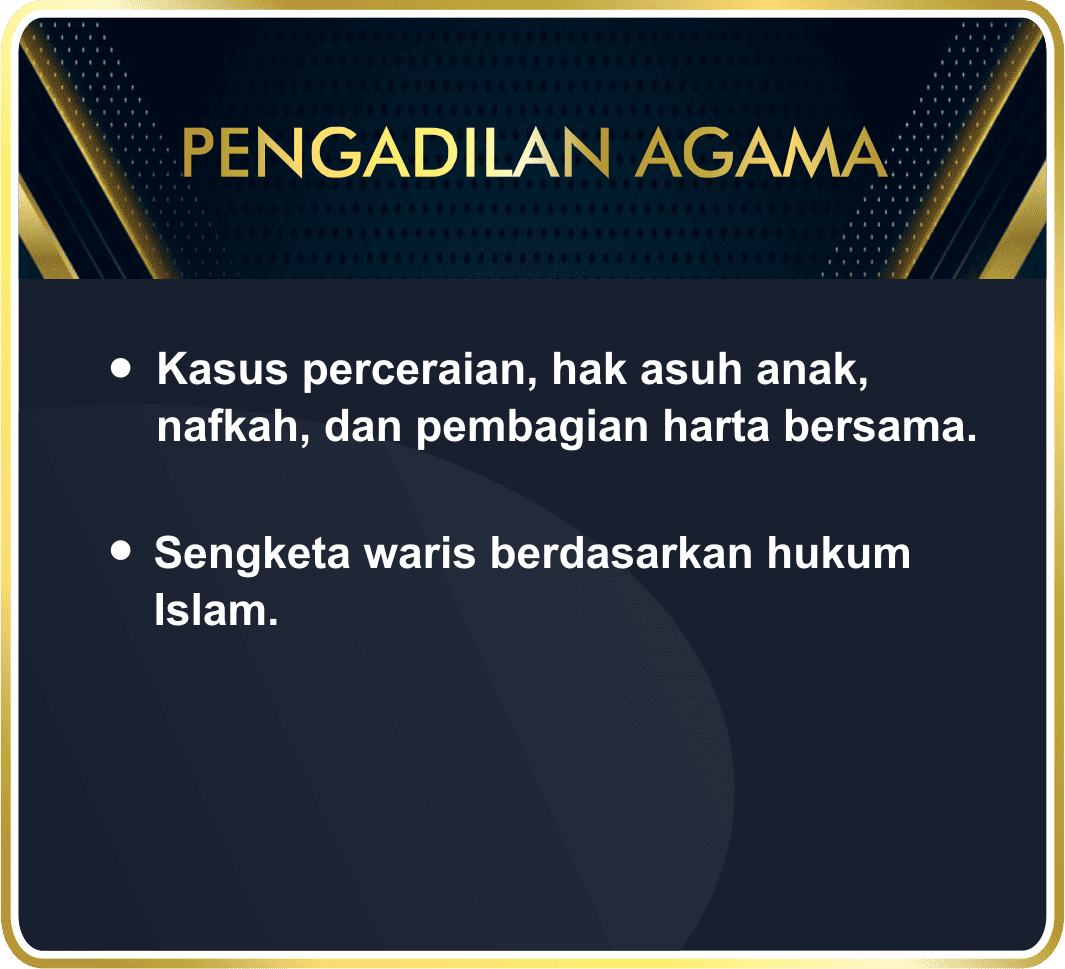 PENGADILAN AGAMA
• Kasus perceraian, hak asuh anak,
nafkah, dan pembagian harta bersama.
• Sengketa waris berdasarkan hukum
Islam.